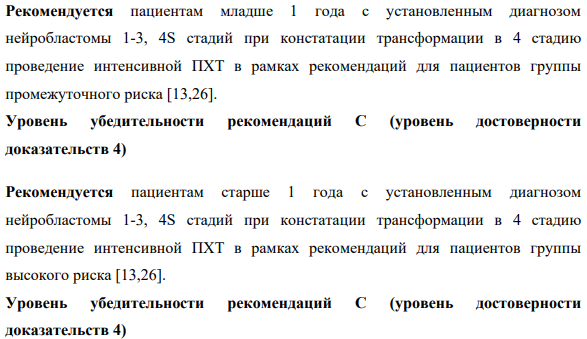 Рекомендуется пациентам младше 1 года с установленным диагнозом
нейробластомы 1-3, 4S стадий при констатации трансформации в 4 стадию
проведение интенсивной ПХТ в рамках рекомендаций для пациентов группы
промежуточного риска [13,26].
Уровень убедительности рекомендаций C (уровень достоверности
доказательств 4)
Рекомендуется пациентам старше 1 года с установленным диагнозом
нейробластомы 1-3, 4S стадий при констатации трансформации в 4 стадию
проведение интенсивной ПХТ в рамках рекомендаций для пациентов группы
высокого риска [13,26].
Уровень убедительности рекомендаций C (уровень достоверности
доказательств 4)